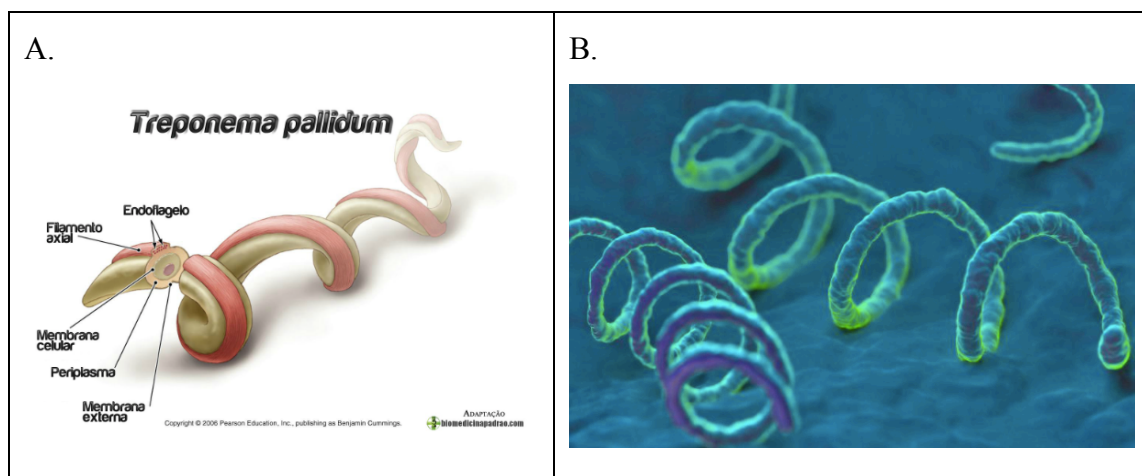 A.
B.
Treponema pallidum
Endoflagelo
Filamento
axial
Membrana
celular
Periplasma
Membrana
externa
Copyright © 2006 Pearson Education, Inc., publishing as Benjamin Cummings.
ADAPTAÇÃO
biomedicinapadrao.com